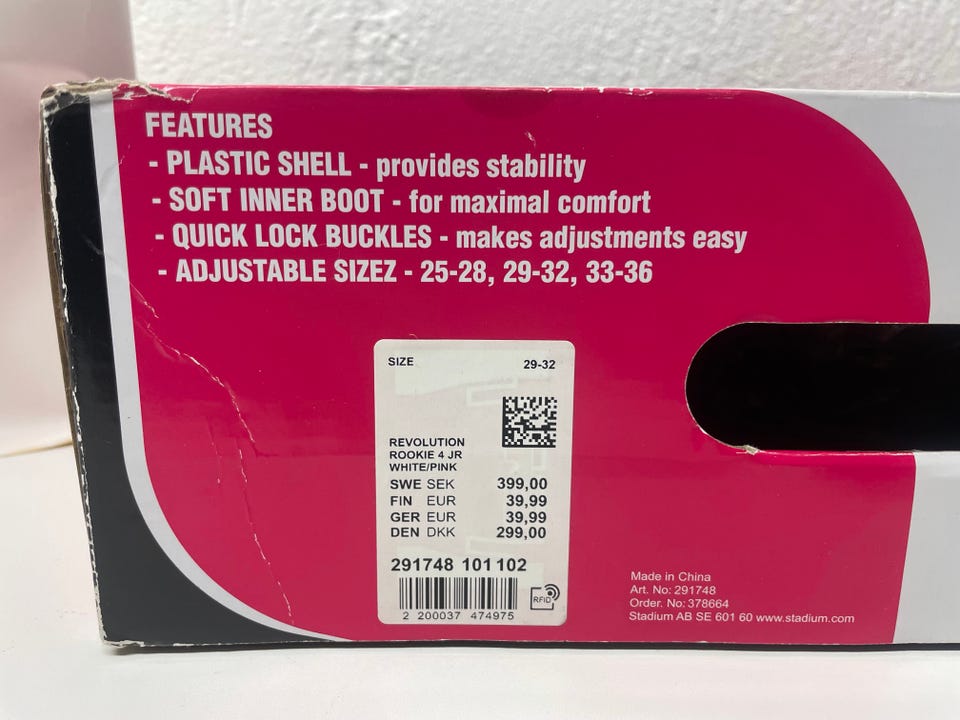 FEATURES
- PLASTIC SHELL - provides stability
- SOFT INNER BOOT - for maximal comfort
- QUICK LOCK BUCKLES - makes adjustments easy
- ADJUSTABLE SIZEZ - 25-28, 29-32, 33-36
SIZE 29-32
REVOLUTION
ROOKIE 4 JR
WHITE/PINK
SWE SEK 399,00
FIN EUR 39,99
GER EUR 39,99
DEN DKK 299,00
291748 101 102
RFID
2 200037 474975
Made in China
Art. No: 291748
Order. No: 378664
Stadium AB SE 601 60 www.stadium.com